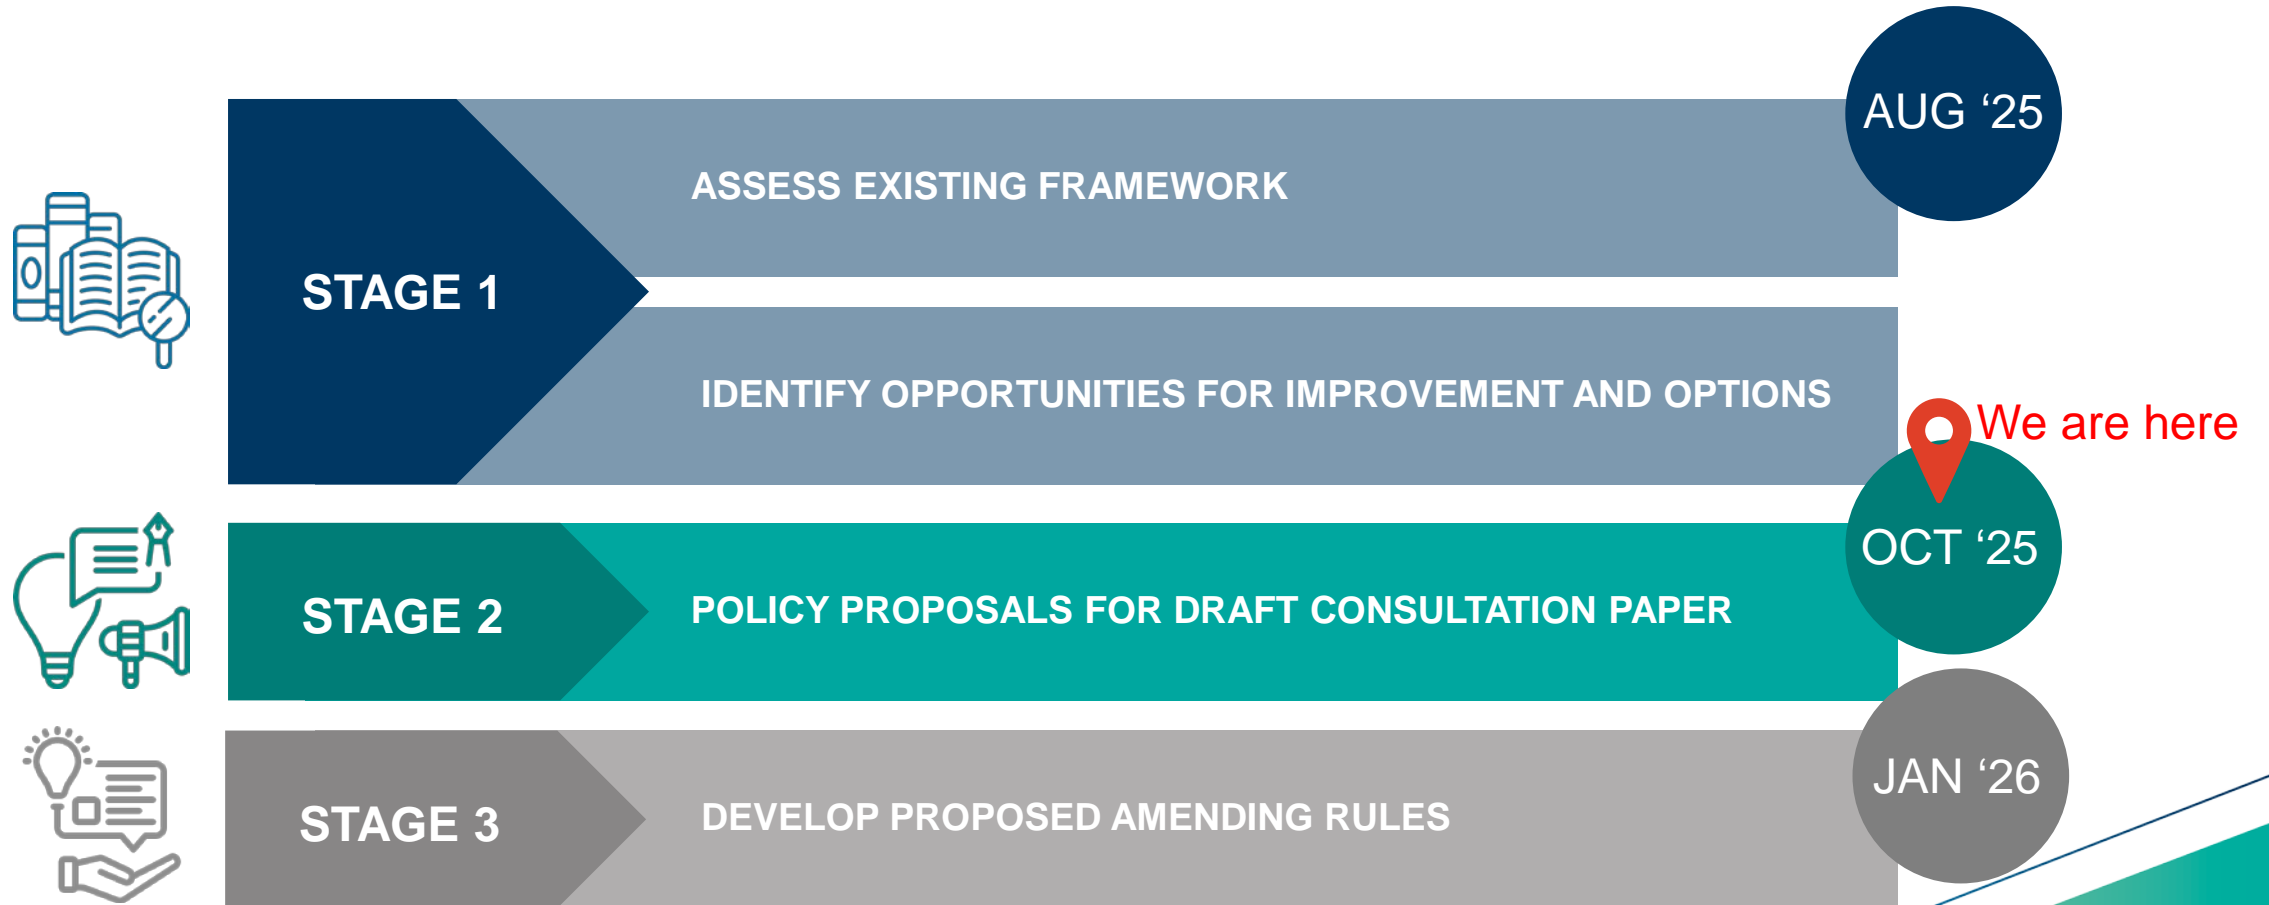 AUG ‘25
ASSESS EXISTING FRAMEWORK
STAGE 1
IDENTIFY OPPORTUNITIES FOR IMPROVEMENT AND OPTIONS
We are here
OCT ‘25
STAGE 2
POLICY PROPOSALS FOR DRAFT CONSULTATION PAPER
JAN ‘26
STAGE 3
DEVELOP PROPOSED AMENDING RULES